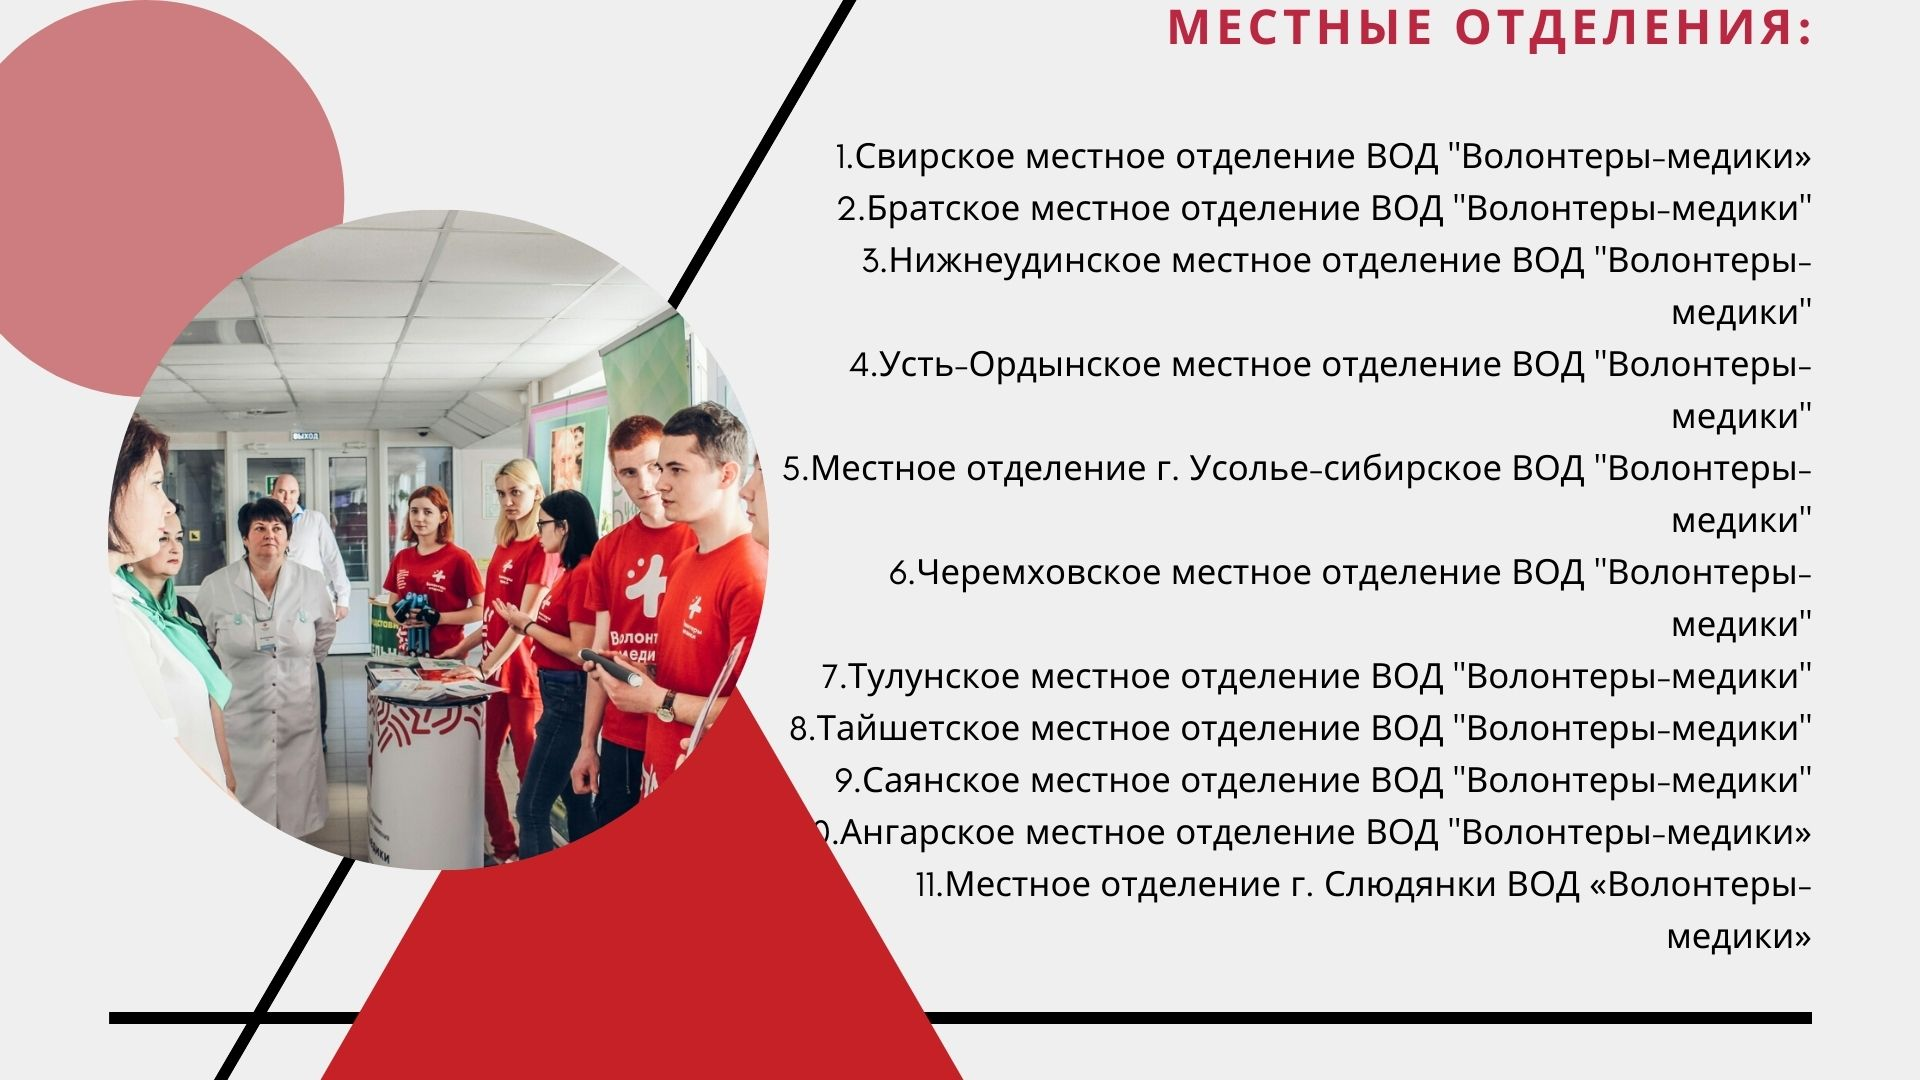 МЕСТНЫЕ ОТДЕЛЕНИЯ:
1.Свирское местное отделение ВОД "Волонтеры-медики»
2.Братское местное отделение ВОД "Волонтеры-медики"
3.Нижнеудинское местное отделение ВОД "Волонтеры-
медики"
4.Усть-Ордынское местное отделение ВОД "Волонтеры-
медики"
5.Местное отделение г. Усолье-сибирское ВОД "Волонтеры-
медики"
6.Черемховское местное отделение ВОД "Волонтеры-
медики"
7.Тулунское местное отделение ВОД "Волонтеры-медики"
8.Тайшетское местное отделение ВОД "Волонтеры-медики"
9.Саянское местное отделение ВОД "Волонтеры-медики"
0.Ангарское местное отделение ВОД "Волонтеры-медики»
11.Местное отделение г. Слюдянки ВОД «Волонтеры-
медики»
ВЫХОД